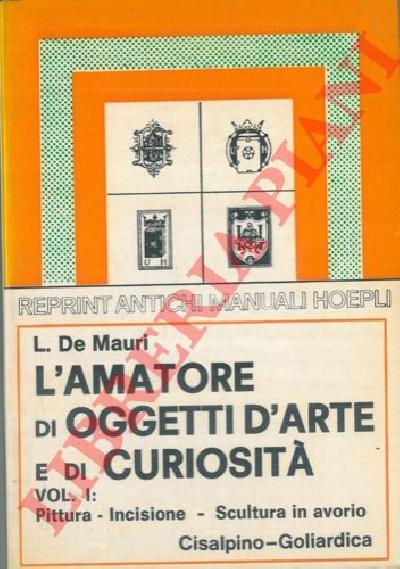 REPRINT ANTICHI MANUALI HOEPLI
L. De Mauri
L'AMATORE
DI OGGETTI D'ARTE
E DI CURIOSITÀ
VOL. I:
Pittura - Incisione - Scultura in avorio
Cisalpino-Goliardica
LIBRERIA PIANI
U H